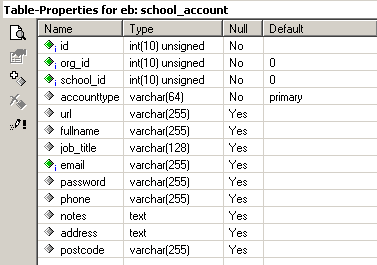 Table-Properties for eb: school_account
Name Type Null Default
id int(10) unsigned No
org_id int(10) unsigned No 0
school_id int(10) unsigned No 0
accounttype varchar(64) No primary
url varchar(255) Yes
fullname varchar(255) Yes
job_title varchar(128) Yes
email varchar(255) Yes
password varchar(255) Yes
phone varchar(255) Yes
notes text Yes
address text Yes
postcode varchar(255) Yes